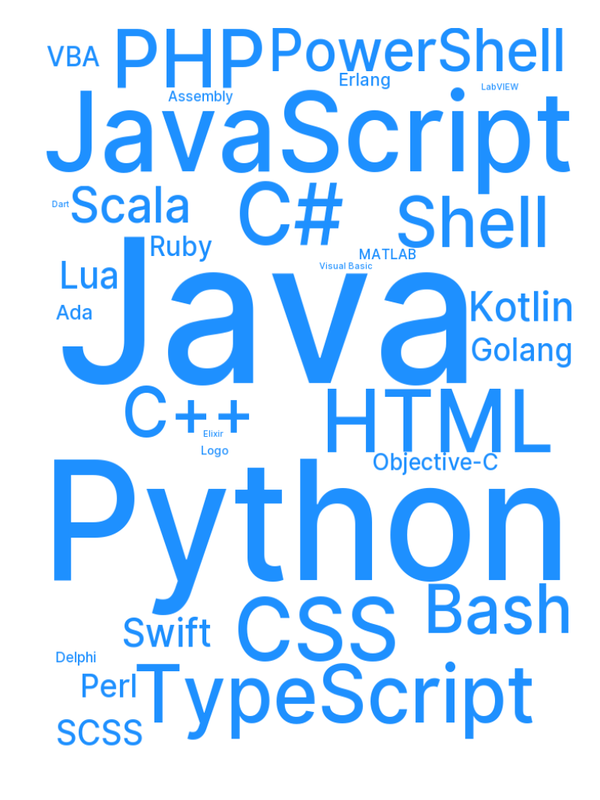 VBA
PHP
PowerShell
Erlang
LabVIEW
Assembly
JavaScript
Dart
Scala
C#
Shell
Ruby
MATLAB
Visual Basic
Lua
Java
Kotlin
Ada
Golang
C++
HTML
Elixir
Logo
Objective-C
Python
CSS
Bash
Swift
Delphi
Perl
TypeScript
SCSS